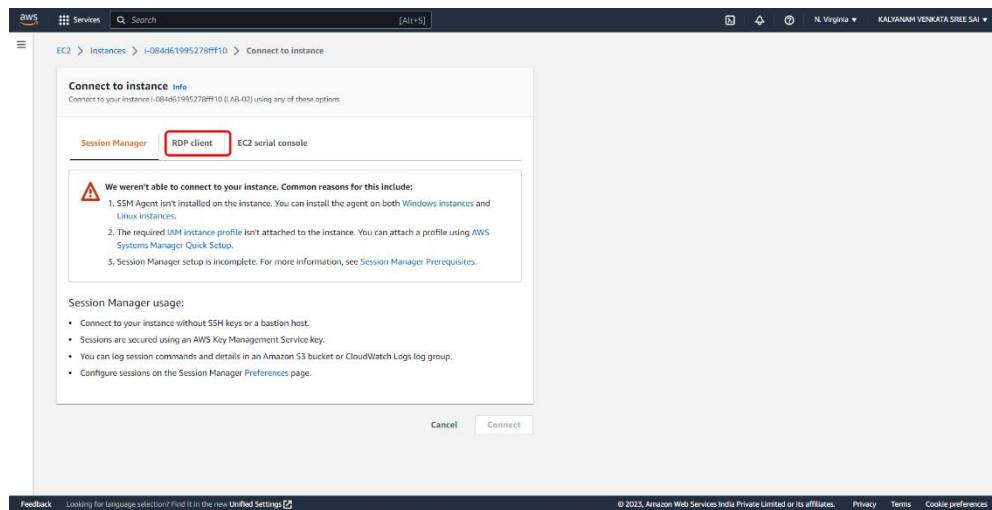 aws Services Search [Alt+S] N. Virginia KALYANAM VENKATA SREE SAI
EC2 > Instances > i-084d61995278fff10 > Connect to instance
Connect to instance Info
Connect to your instance i-084d61995278fff10 (LAB-02) using any of these options
Session Manager RDP client EC2 serial console
We weren't able to connect to your instance. Common reasons for this include:
1. SSM Agent isn't installed on the instance. You can install the agent on both Windows instances and
Linux instances.
2. The required IAM instance profile isn't attached to the instance. You can attach a profile using AWS
Systems Manager Quick Setup.
3. Session Manager setup is incomplete. For more information, see Session Manager Prerequisites.
Session Manager usage:
• Connect to your instance without SSH keys or a bastion host.
• Sessions are secured using an AWS Key Management Service key.
• You can log session commands and details in an Amazon S3 bucket or CloudWatch Logs log group.
• Configure sessions on the Session Manager Preferences page.
Cancel Connect
Feedback Looking for language selection? Find it in the new Unified Settings © 2023, Amazon Web Services India Private Limited or its affiliates. Privacy Terms Cookie preferences